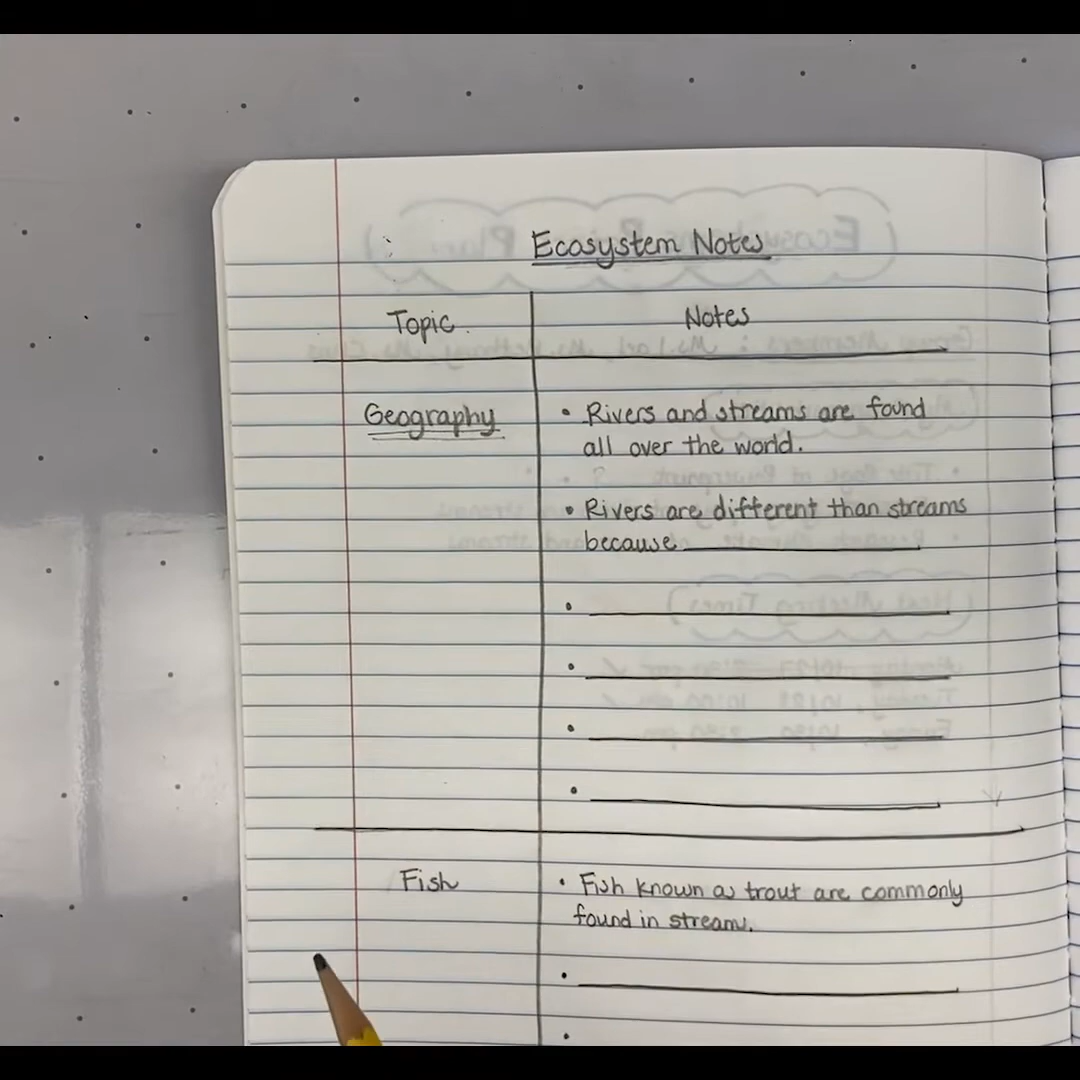 Ecosystem Notes
Topic
Notes
Geography
• Rivers and streams are found
all over the world.
• Rivers are different than streams
because
•
•
•
•
Fish
• Fish known as trout are commonly
found in streams.
•
•